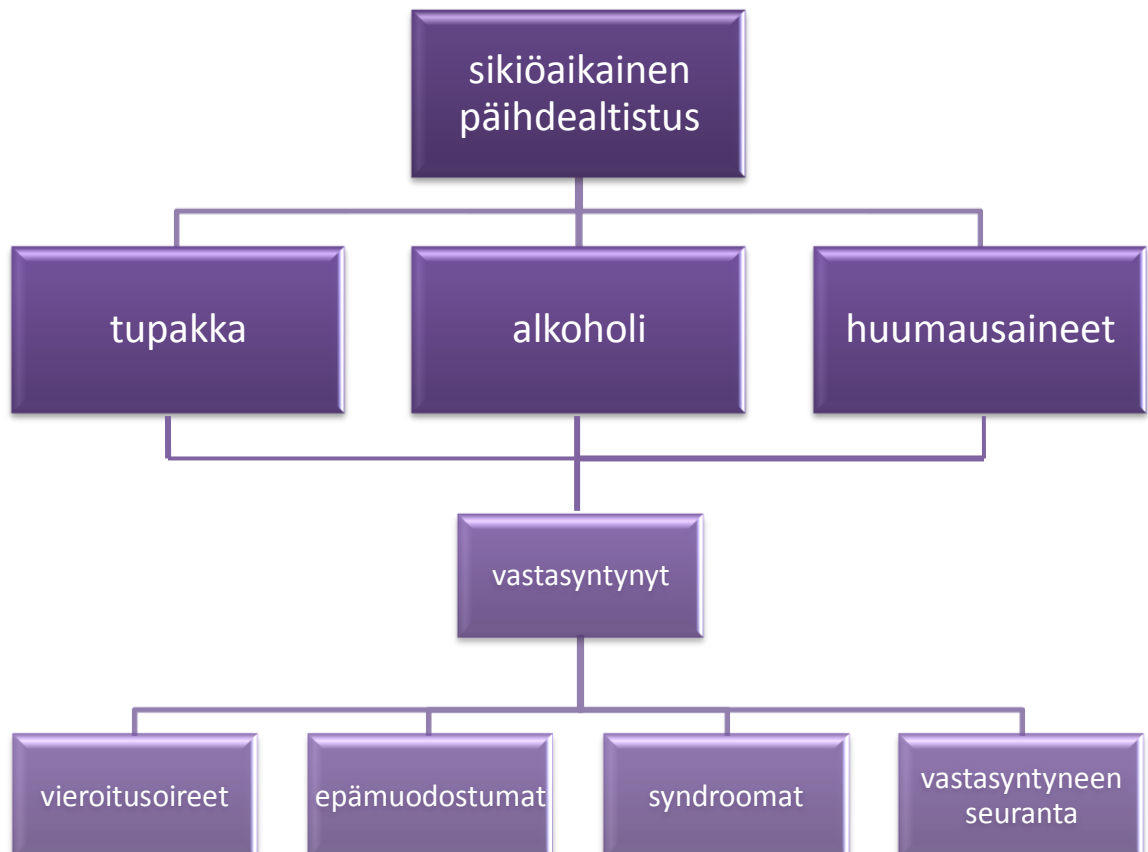 sikiöaikainen
päihdealtistus
tupakka
alkoholi
huumausaineet
vastasyntynyt
vieroitusoireet
epämuodostumat
syndroomat
vastasyntyneen
seuranta